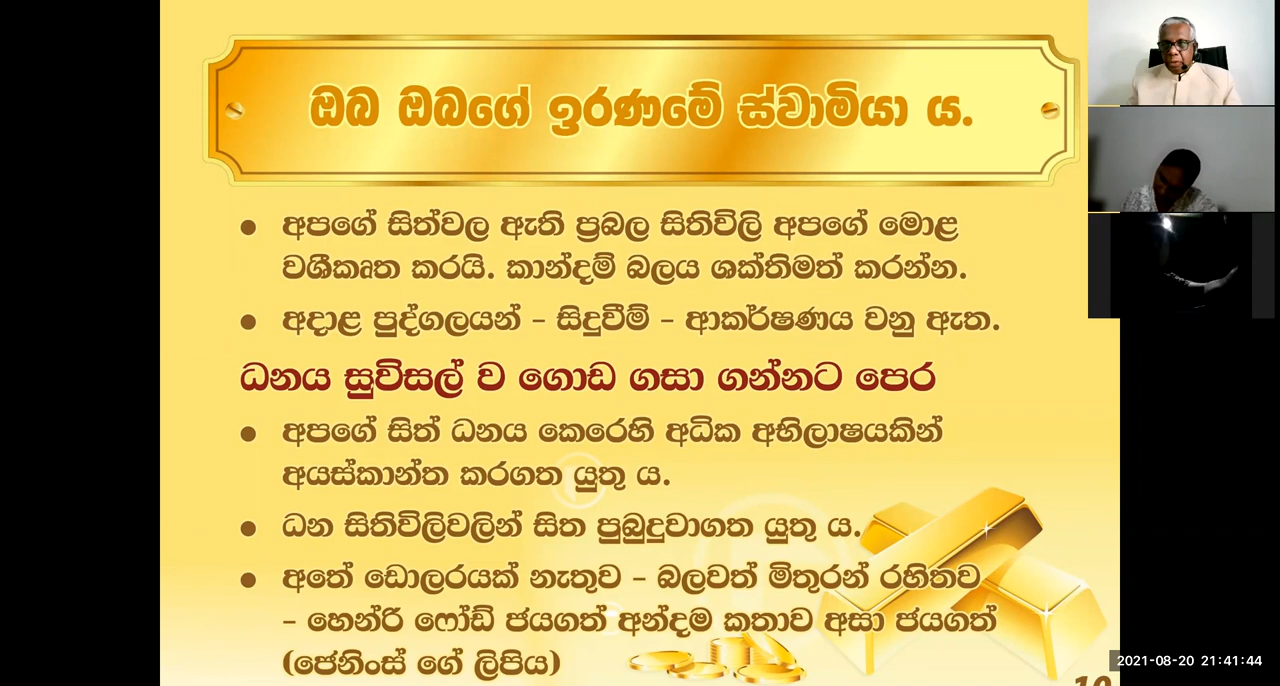 ඔබ ඔබගේ ඉරණමේ ස්වාමියා ය.
• අපගේ සිත්වල ඇති ප්‍රබල සිතිවිලි අපගේ මොළ
වශීකෘත කරයි. කාන්දම් බලය ශක්තිමත් කරන්න.
• අදාළ පුද්ගලයන් – සිදුවීම් – ආකර්ෂණය වනු ඇත.
ධනය සුවිසල් ව ගොඩ ගසා ගන්නට පෙර
• අපගේ සිත් ධනය කෙරෙහි අධික අභිලාෂයකින්
අයස්කාන්ත කරගත යුතු ය.
• ධන සිතිවිලිවලින් සිත පුබුදුවාගත යුතු ය.
• අතේ ඩොලරයක් නැතුව – බලවත් මිතුරන් රහිතව
– හෙන්රි ෆෝඩ් ජයගත් අන්දම කතාව අසා ජයගත්
(ජෙනිංස් ගේ ලිපිය)
2021-08-20 21:41:44